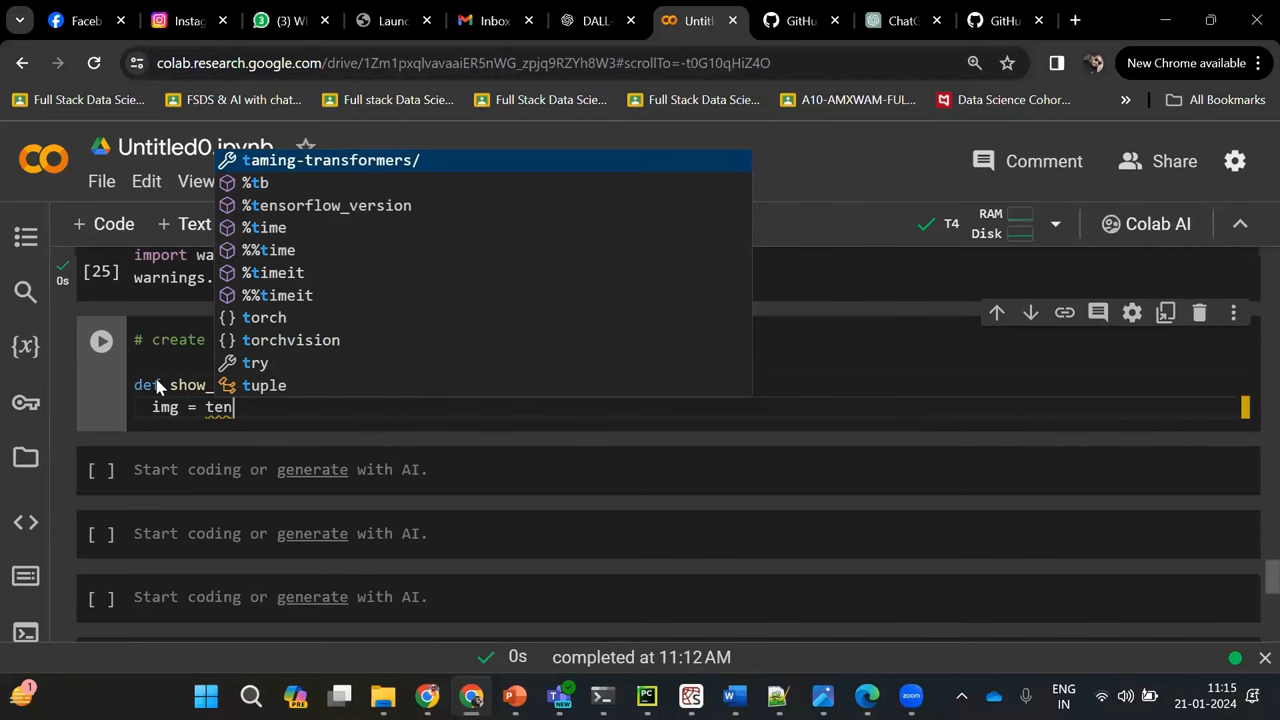 Faceb
Instag
(3) W
Launc
Inbox
DALL-
Untitl
GitHu
ChatG
GitHu
colab.research.google.com/drive/1Zm1pxqlvavaaiER5nWG_zpjq9RZYh8W3#scrollTo=-t0G10qHiZ4O
New Chrome available
Full Stack Data Scie...
FSDS & AI with chat...
Full stack Data Scie...
Full Stack Data Scie...
Full Stack Data Scie...
A10-AMXWAM-FUL...
Data Science Cohor...
All Bookmarks
Untitled0.ipynb
File Edit View
Comment
Share
+ Code + Text
T4
RAM
Disk
Colab AI
taming-transformers/
%tb
%tensorflow_version
%time
%%time
%timeit
%%timeit
torch
torchvision
try
tuple
import wa
[25]
0s
warnings.
# create
def show_
img = ten
[ ] Start coding or generate with AI.
[ ] Start coding or generate with AI.
[ ] Start coding or generate with AI.
0s completed at 11:12 AM
ENG
IN
11:15
21-01-2024